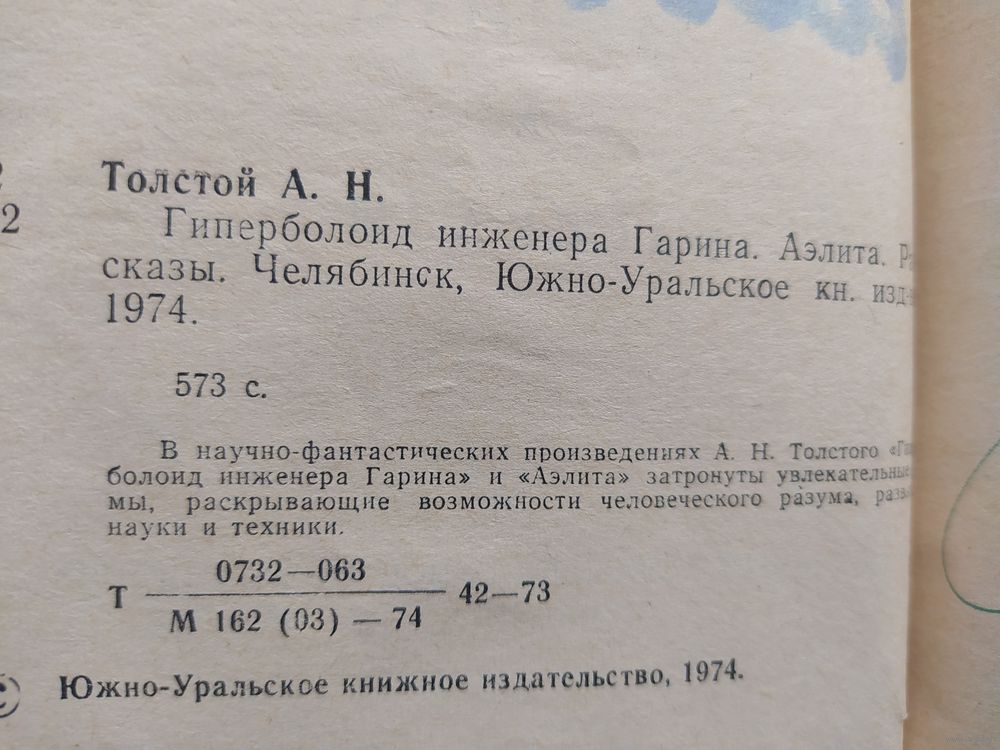 2
Толстой А. Н.
Гиперболоид инженера Гарина. Аэлита.
сказы. Челябинск, Южно-Уральское кн.
1974.
573 с.
В научно-фантастических произведениях А. Н. Толстого
болоид инженера Гарина» и «Аэлита» затронуты увлекательные
мы, раскрывающие возможности человеческого разума,
науки и техники.
0732—063
Т 42—73
М 162 (03) — 74
© Южно-Уральское книжное издательство, 1974.